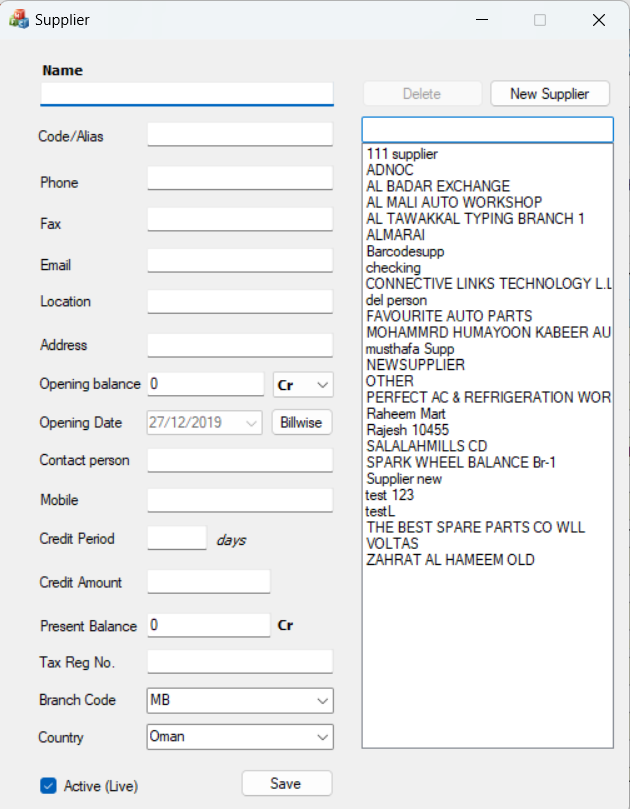 Supplier
Name
Delete
New Supplier
Code/Alias
Phone
Fax
Email
Location
Address
Opening balance 0 Cr
Opening Date 27/12/2019 Billwise
Contact person
Mobile
Credit Period days
Credit Amount
Present Balance 0 Cr
Tax Reg No.
Branch Code MB
Country Oman
Active (Live)
Save
111 supplier
ADNOC
AL BADAR EXCHANGE
AL MALI AUTO WORKSHOP
AL TAWAKKAL TYPING BRANCH 1
ALMARAI
Barcodesupp
checking
CONNECTIVE LINKS TECHNOLOGY L.L
del person
FAVOURITE AUTO PARTS
MOHAMMRD HUMAYOON KABEER AU
musthafa Supp
NEWSUPPLIER
OTHER
PERFECT AC & REFRIGERATION WOR
Raheem Mart
Rajesh 10455
SALALAHMILLS CD
SPARK WHEEL BALANCE Br-1
Supplier new
test 123
testL
THE BEST SPARE PARTS CO WLL
VOLTAS
ZAHRAT AL HAMEEM OLD